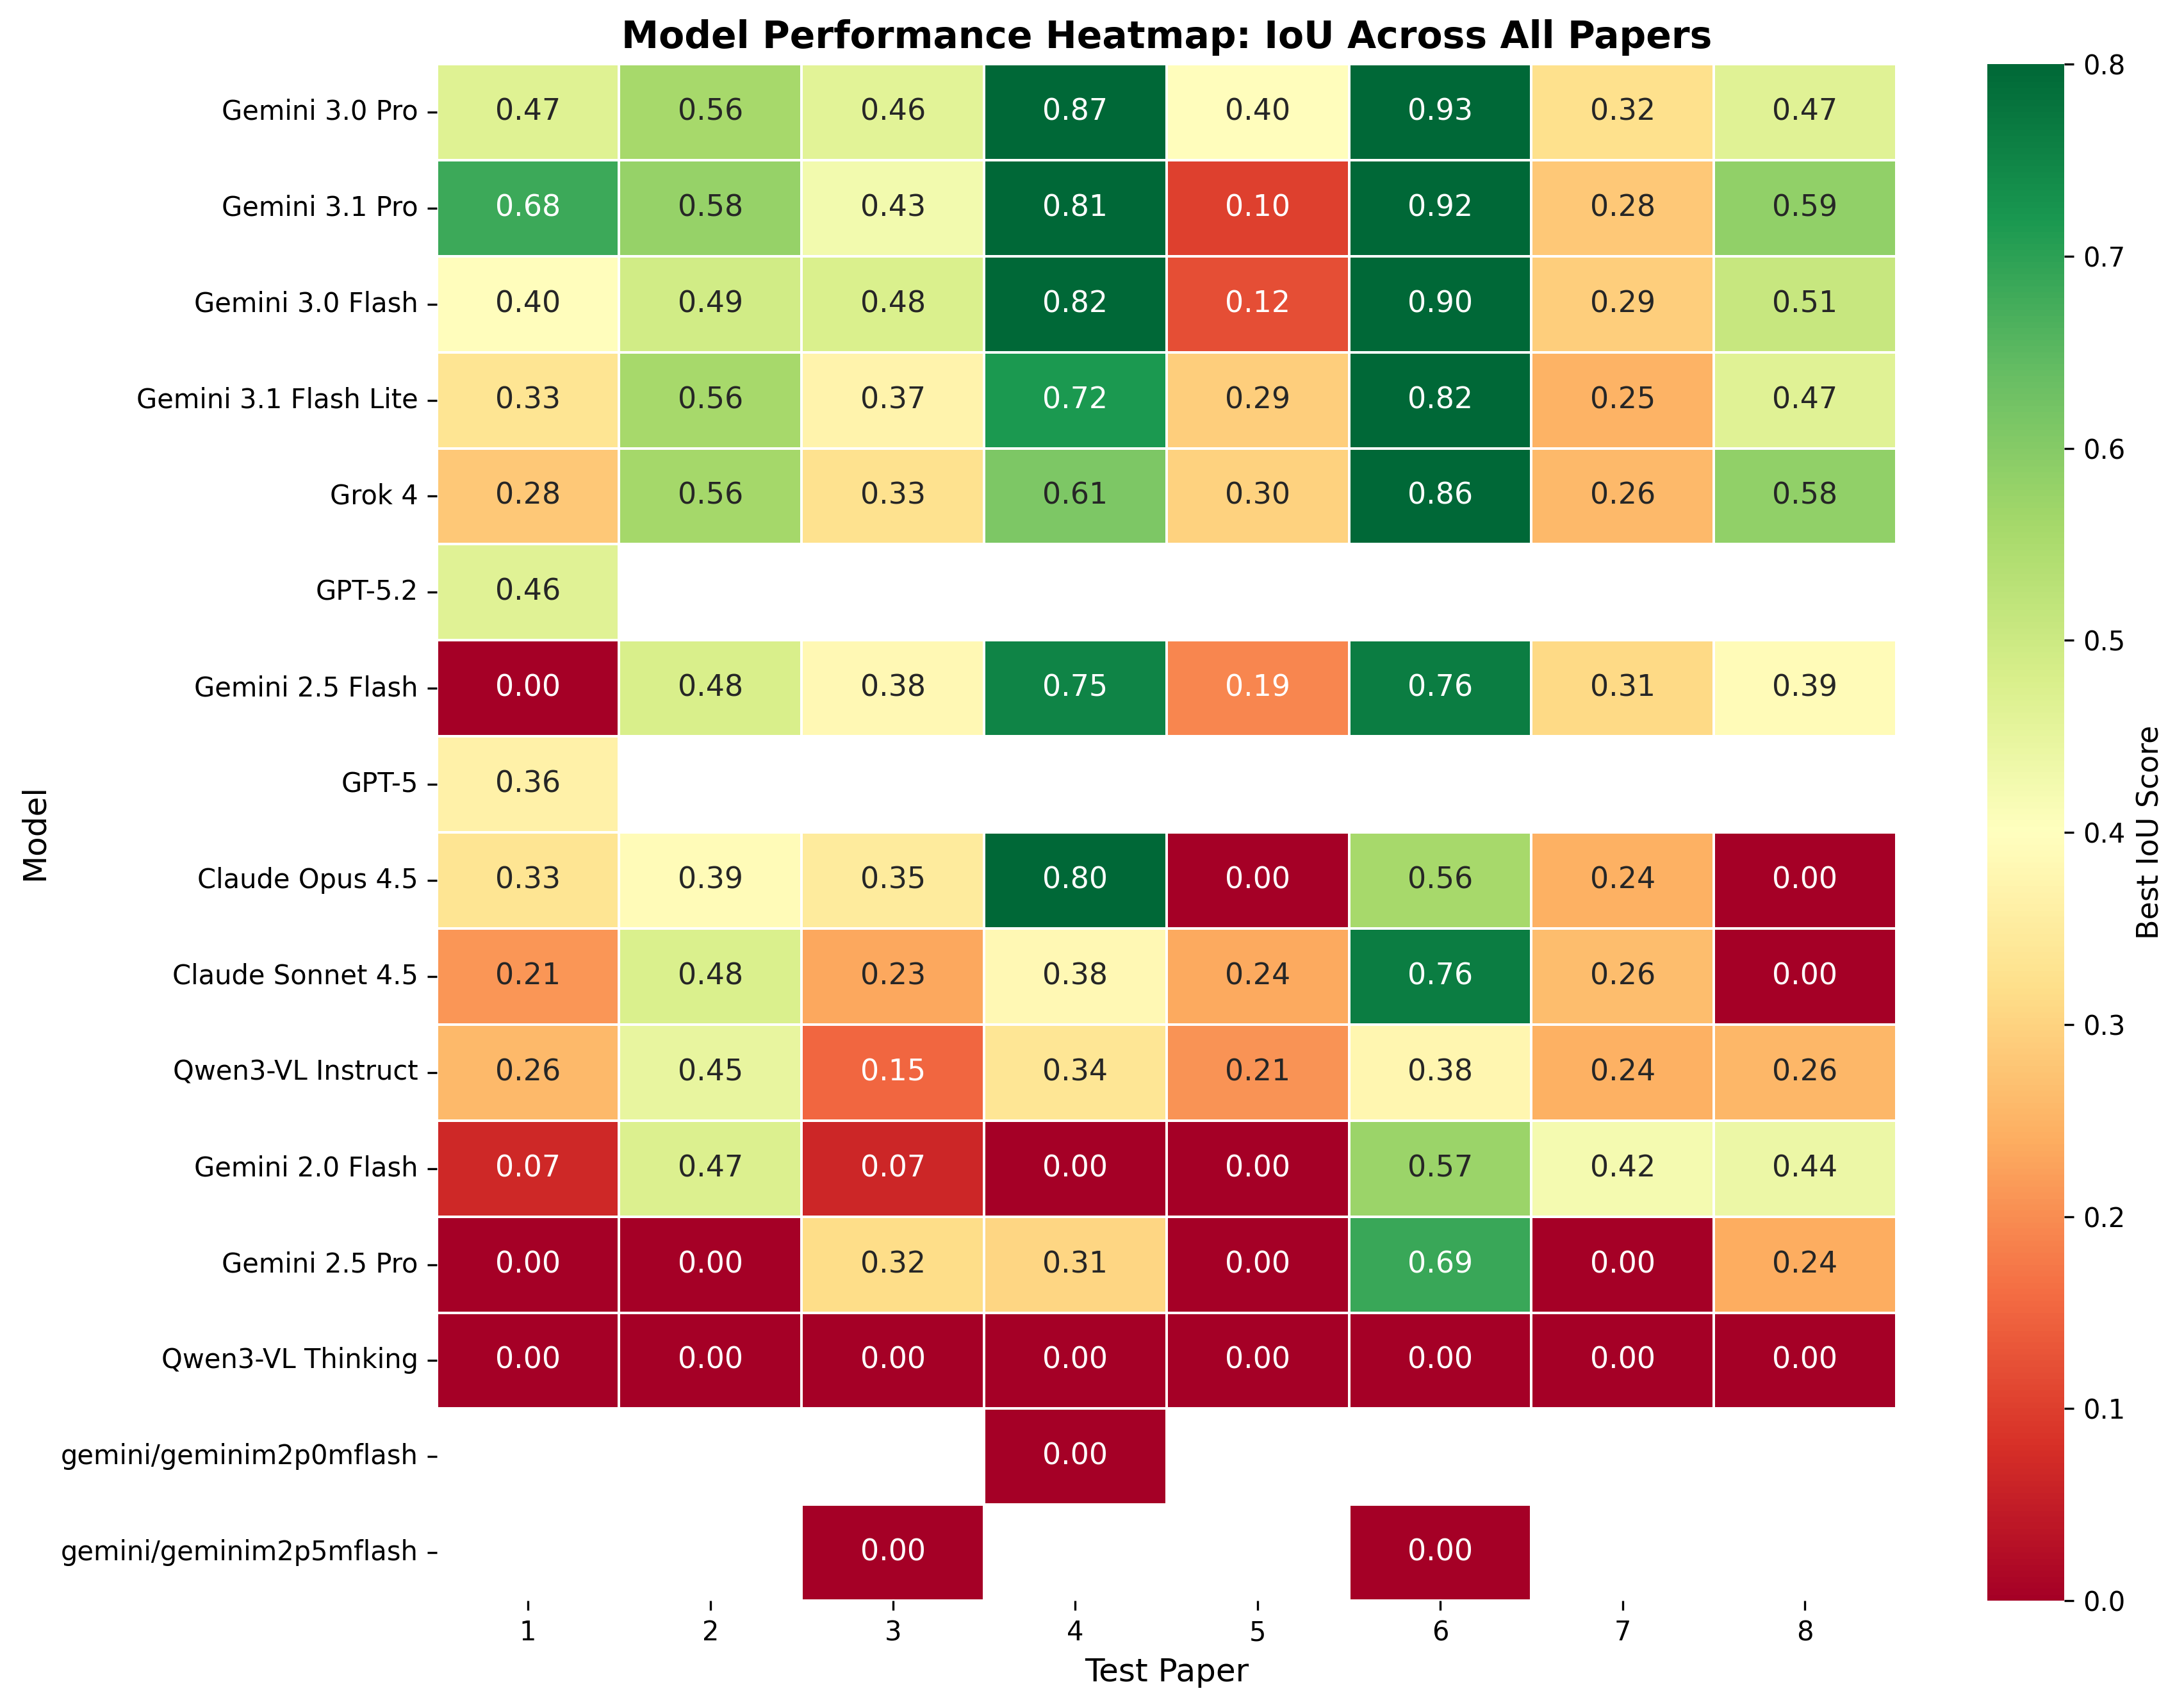 Model Performance Heatmap: IoU Across All Papers
Gemini 3.0 Pro 0.47 0.56 0.46 0.87 0.40 0.93 0.32 0.47
Gemini 3.1 Pro 0.68 0.58 0.43 0.81 0.10 0.92 0.28 0.59
Gemini 3.0 Flash 0.40 0.49 0.48 0.82 0.12 0.90 0.29 0.51
Gemini 3.1 Flash Lite 0.33 0.56 0.37 0.72 0.29 0.82 0.25 0.47
Grok 4 0.28 0.56 0.33 0.61 0.30 0.86 0.26 0.58
GPT-5.2 0.46
Gemini 2.5 Flash 0.00 0.48 0.38 0.75 0.19 0.76 0.31 0.39
GPT-5 0.36
Claude Opus 4.5 0.33 0.39 0.35 0.80 0.00 0.56 0.24 0.00
Claude Sonnet 4.5 0.21 0.48 0.23 0.38 0.24 0.76 0.26 0.00
Qwen3-VL Instruct 0.26 0.45 0.15 0.34 0.21 0.38 0.24 0.26
Gemini 2.0 Flash 0.07 0.47 0.07 0.00 0.00 0.57 0.42 0.44
Gemini 2.5 Pro 0.00 0.00 0.32 0.31 0.00 0.69 0.00 0.24
Qwen3-VL Thinking 0.00 0.00 0.00 0.00 0.00 0.00 0.00 0.00
gemini/geminim2p0mflash 0.00
gemini/geminim2p5mflash 0.00 0.00
1 2 3 4 5 6 7 8
Test Paper
Model
0.8
0.7
0.6
0.5
0.4
0.3
0.2
0.1
0.0
Best IoU Score